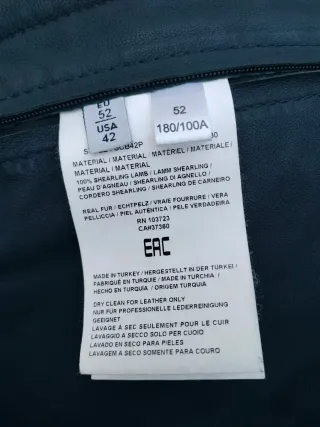 EU
52
USA
42
52
180/100A
MATERIAL / MATERIAL / MATERIEL / MATERIALE /
MATERIAL / MATERIAL
100% SHEARLING LAMB / LAMM SHEARLING /
PEAU D'AGNEAU / SHEARLING DI AGNELLO /
CORDERO SHEARLING / SHEARLING DE CARNEIRO
REAL FUR / ECHTPELZ / VRAIE FOURRURE / VERA
PELLICCIA / PIEL AUTENTICA / PELE VERDADEIRA
RN 103723
CA#37360
EAC
MADE IN TURKEY / HERGESTELLT IN DER TÜRKEI /
FABRIQUÉ EN TURQUIE / MADE IN TURCHIA /
HECHO EN TURQUIA / ORIGEM TURQUIA
DRY CLEAN FOR LEATHER ONLY
NUR FÜR PROFESSIONELLE LEDERREINIGUNG
GEEIGNET
LAVAGE À SEC SEULEMENT POUR LE CUIR
LAVAGGIO A SECCO SOLO PER CUOIO
LAVADO EN SECO PARA PIELES
LAVAGEM A SECO SOMENTE PARA COURO